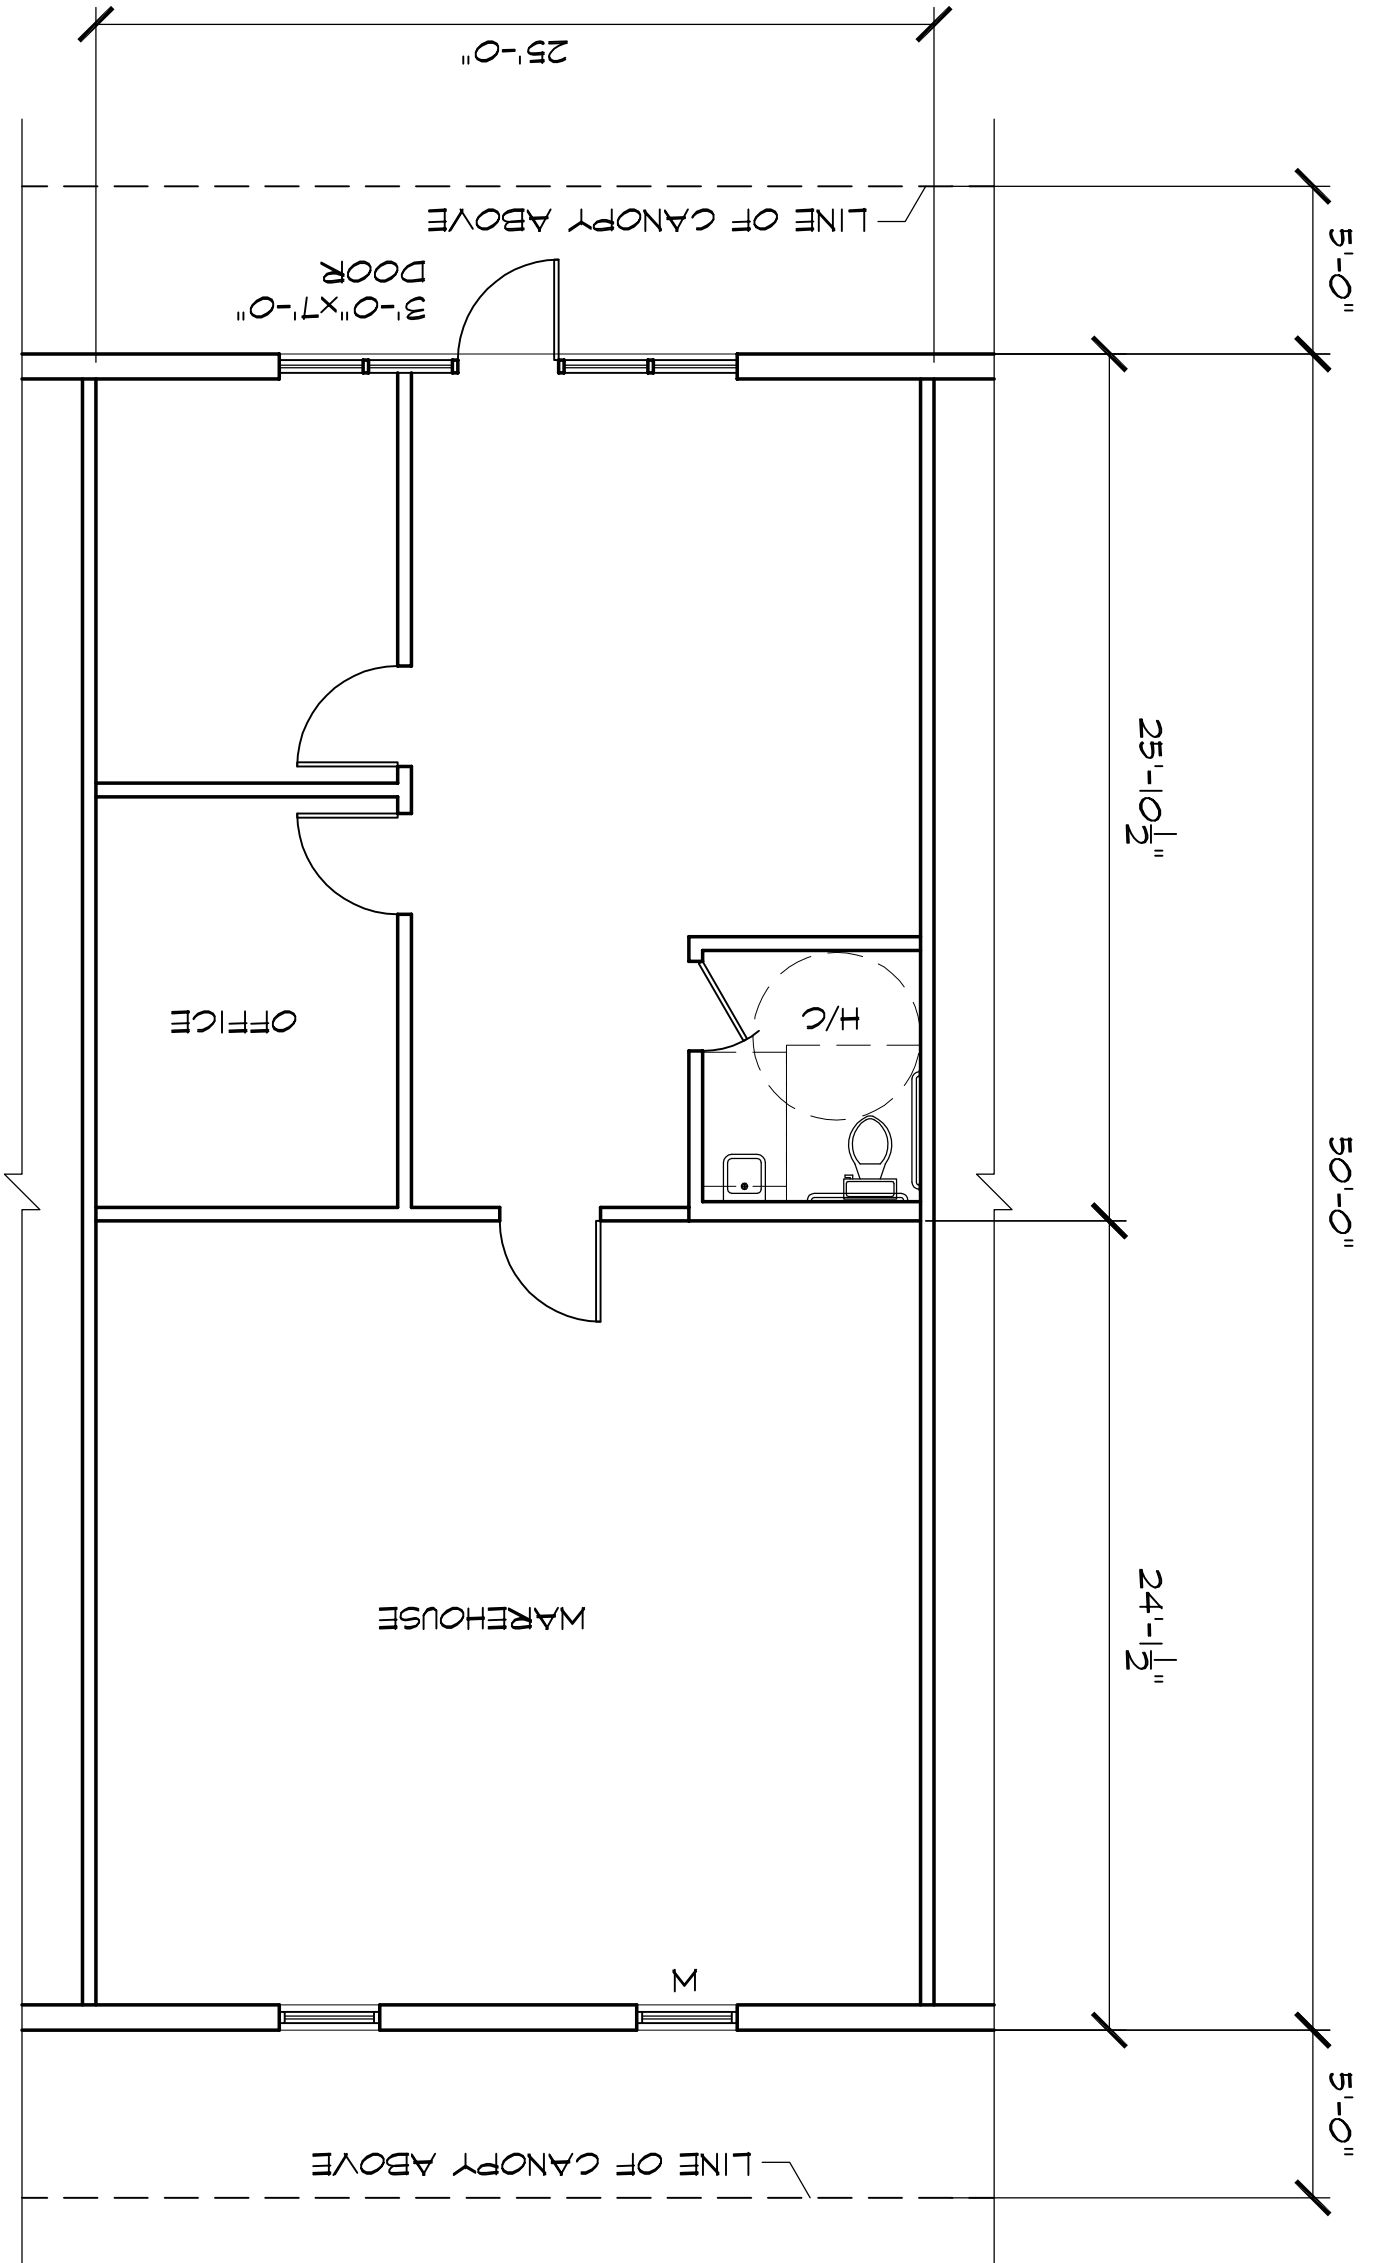 LINE OF CANOPY ABOVE
5'-0"
W
WAREHOUSE
24'-1 1/2"
50'-0"
H/C
OFFICE
25'-10 1/2"
3'-0"x7'-0"
DOOR
5'-0"
LINE OF CANOPY ABOVE
25'-0"